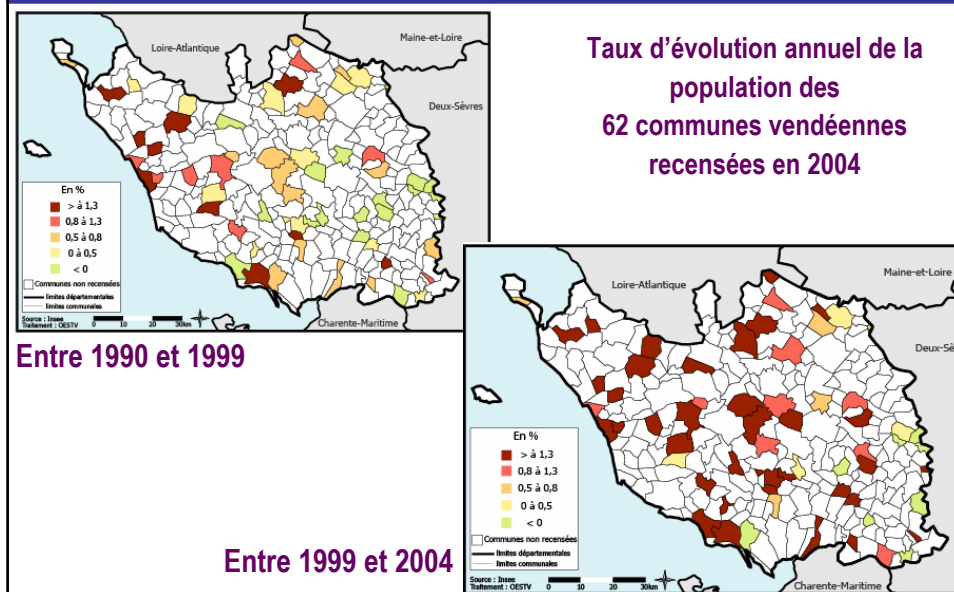 Taux d'évolution annuel de la
population des
62 communes vendéennes
recensées en 2004
Loire-Atlantique
Maine-et-Loire
Deux-Sèvres
En %
> à 1,3
0,8 à 1,3
0,5 à 0,8
0 à 0,5
< 0
Communes non recensées
limites départementales
limites communales
Source : Insee
Traitement : OESTV
0 10 20 30km
Charente-Maritime
Entre 1990 et 1999
Loire-Atlantique
Maine-et-Loire
Deux-Sè
En %
> à 1,3
0,8 à 1,3
0,5 à 0,8
0 à 0,5
< 0
Communes non recensées
limites départementales
limites communales
Source : Insee
Traitement : OESTV
0 10 20 30km
Charente-Maritime
Entre 1999 et 2004